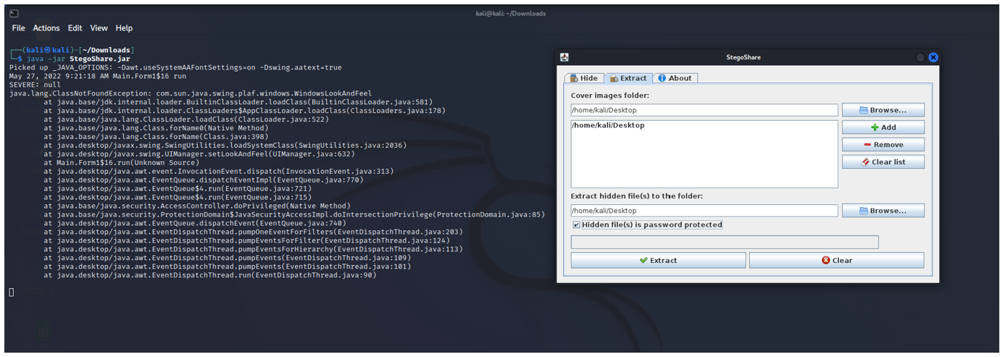 kali@kali: ~/Downloads
File Actions Edit View Help
┌──(kali㉿kali)-[~/Downloads]
└─$ java -jar StegoShare.jar
Picked up _JAVA_OPTIONS: -Dawt.useSystemAAFontSettings=on -Dswing.aatext=true
May 27, 2022 9:21:18 AM Main.Form1$16 run
SEVERE: null
java.lang.ClassNotFoundException: com.sun.java.swing.plaf.windows.WindowsLookAndFeel
at java.base/jdk.internal.loader.BuiltinClassLoader.loadClass(BuiltinClassLoader.java:581)
at java.base/jdk.internal.loader.ClassLoaders$AppClassLoader.loadClass(ClassLoaders.java:178)
at java.base/java.lang.ClassLoader.loadClass(ClassLoader.java:522)
at java.base/java.lang.Class.forName0(Native Method)
at java.base/java.lang.Class.forName(Class.java:398)
at java.desktop/javax.swing.SwingUtilities.loadSystemClass(SwingUtilities.java:2036)
at java.desktop/javax.swing.UIManager.setLookAndFeel(UIManager.java:632)
at Main.Form1$16.run(Unknown Source)
at java.desktop/java.awt.event.InvocationEvent.dispatch(InvocationEvent.java:313)
at java.desktop/java.awt.EventQueue.dispatchEventImpl(EventQueue.java:770)
at java.desktop/java.awt.EventQueue$4.run(EventQueue.java:721)
at java.desktop/java.awt.EventQueue$4.run(EventQueue.java:715)
at java.base/java.security.AccessController.doPrivileged(Native Method)
at java.base/java.security.ProtectionDomain$JavaSecurityAccessImpl.doIntersectionPrivilege(ProtectionDomain.java:85)
at java.desktop/java.awt.EventQueue.dispatchEvent(EventQueue.java:740)
at java.desktop/java.awt.EventDispatchThread.pumpOneEventForFilters(EventDispatchThread.java:203)
at java.desktop/java.awt.EventDispatchThread.pumpEventsForFilter(EventDispatchThread.java:124)
at java.desktop/java.awt.EventDispatchThread.pumpEventsForHierarchy(EventDispatchThread.java:113)
at java.desktop/java.awt.EventDispatchThread.pumpEvents(EventDispatchThread.java:109)
at java.desktop/java.awt.EventDispatchThread.pumpEvents(EventDispatchThread.java:101)
at java.desktop/java.awt.EventDispatchThread.run(EventDispatchThread.java:90)
StegoShare
Hide Extract About
Cover images folder:
/home/kali/Desktop Browse...
/home/kali/Desktop
Add
Remove
Clear list
Extract hidden file(s) to the folder:
/home/kali/Desktop Browse...
Hidden file(s) is password protected
Extract Clear